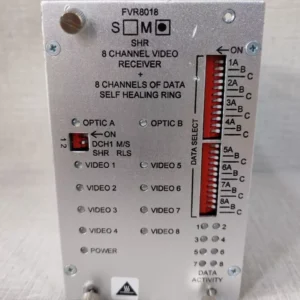 FVR8018
S M
SHR
8 CHANNEL VIDEO
RECEIVER
+
8 CHANNELS OF DATA
SELF HEALING RING
OPTIC A
OPTIC B
ON
1 2
DCH1 M/S
SHR RLS
VIDEO 1
VIDEO 5
VIDEO 2
VIDEO 6
VIDEO 3
VIDEO 7
VIDEO 4
VIDEO 8
POWER
DATA SELECT
ON
1A
B
C
2A
B
C
3A
B
C
4A
B
C
5A
B
C
6A
B
C
7A
B
C
8A
B
C
1 2
3 4
5 6
7 8
DATA
ACTIVITY